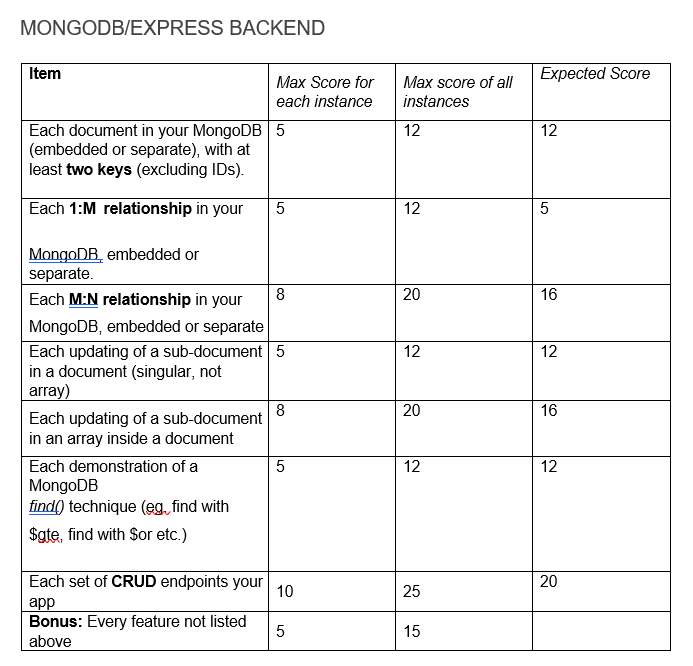 MONGODB/EXPRESS BACKEND
Item
Max Score for
each instance
Max score of all
instances
Expected Score
Each document in your MongoDB
(embedded or separate), with at
least two keys (excluding IDs).
5
12
12
Each 1:M relationship in your
MongoDB, embedded or
separate.
5
12
5
Each M:N relationship in your
MongoDB, embedded or separate
8
20
16
Each updating of a sub-document
in a document (singular, not
array)
5
12
12
Each updating of a sub-document
in an array inside a document
8
20
16
Each demonstration of a
MongoDB
find() technique (eg. find with
$gte, find with $or etc.)
5
12
12
Each set of CRUD endpoints your
app
10
25
20
Bonus: Every feature not listed
above
5
15